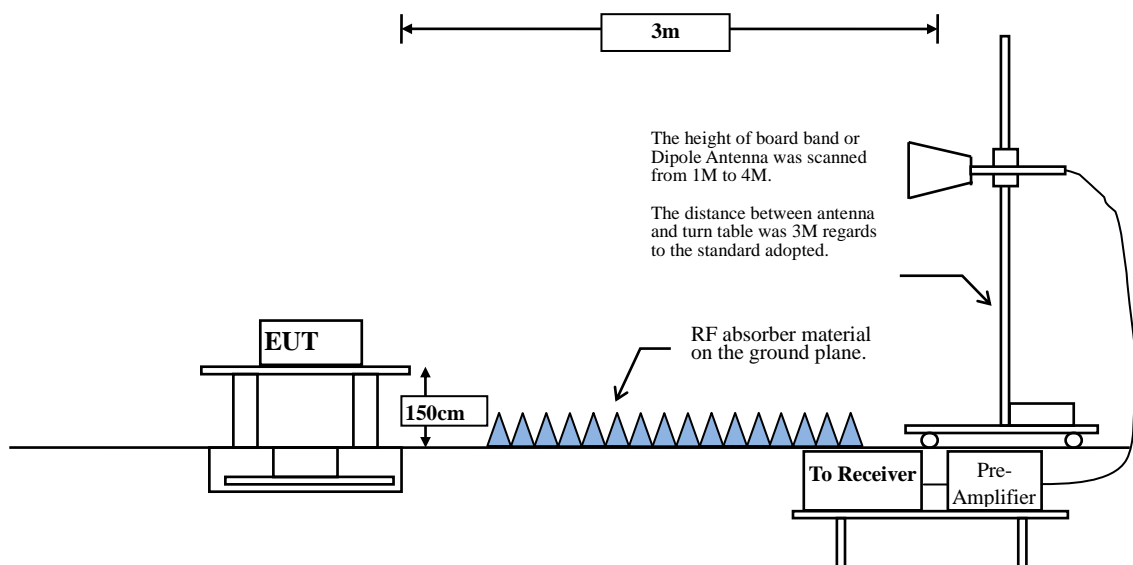 3m
The height of board band or
Dipole Antenna was scanned
from 1M to 4M.
The distance between antenna
and turn table was 3M regards
to the standard adopted.
EUT
RF absorber material
on the ground plane.
150cm
To Receiver
Pre-
Amplifier